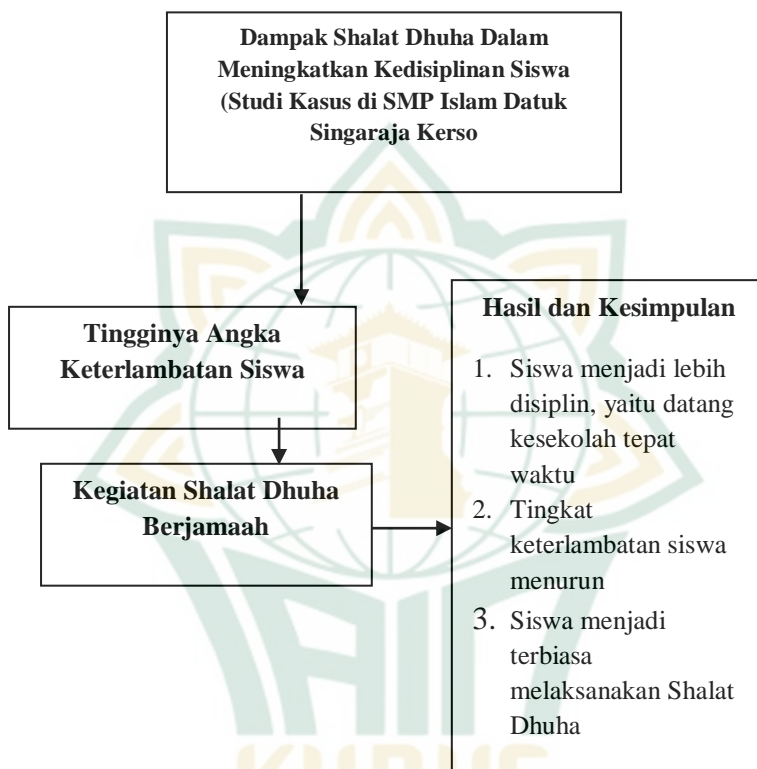 Dampak Shalat Dhuha Dalam
Meningkatkan Kedisiplinan Siswa
(Studi Kasus di SMP Islam Datuk
Singaraja Kerso
Tingginya Angka
Keterlambatan Siswa
Kegiatan Shalat Dhuha
Berjamaah
Hasil dan Kesimpulan
1. Siswa menjadi lebih
disiplin, yaitu datang
kesekolah tepat
waktu
2. Tingkat
keterlambatan siswa
menurun
3. Siswa menjadi
terbiasa
melaksanakan Shalat
Dhuha
IAIN
KUDUS